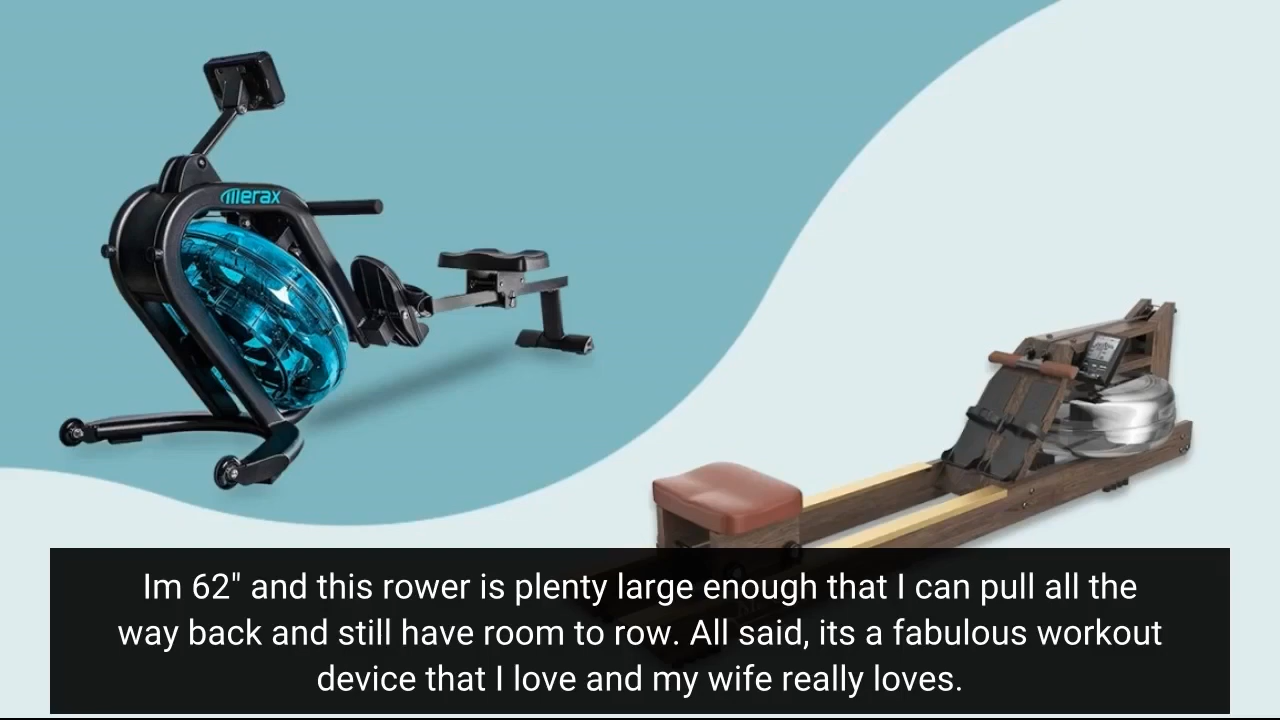 merax
Im 62" and this rower is plenty large enough that I can pull all the
way back and still have room to row. All said, its a fabulous workout
device that I love and my wife really loves.